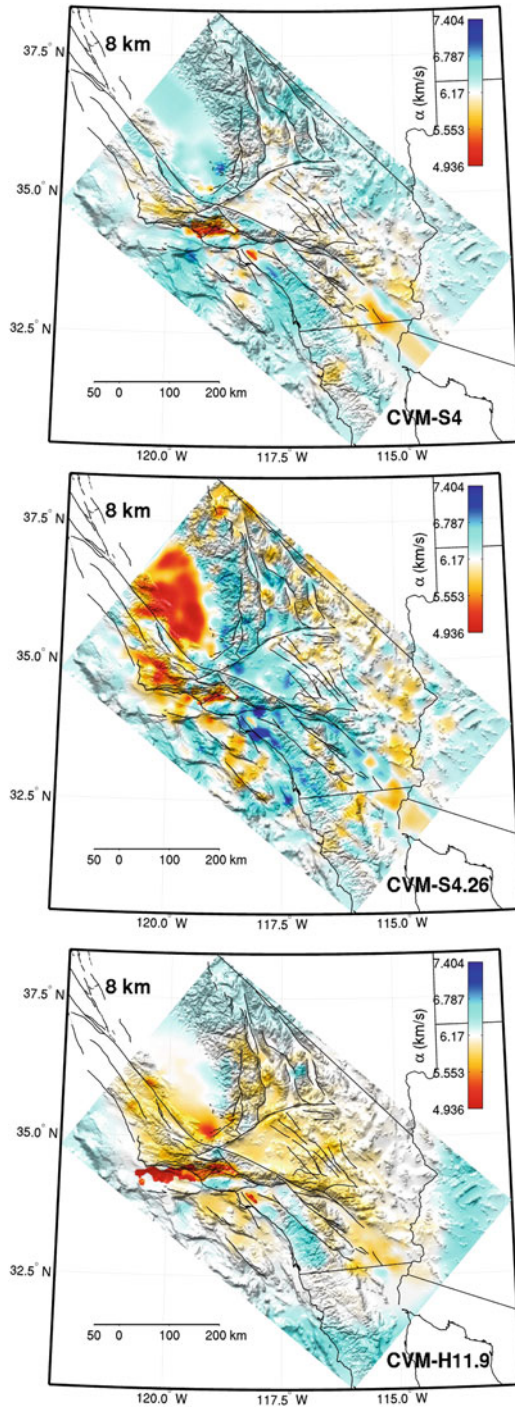 8 km
37.5° N
35.0° N
32.5° N
7.404
6.787
6.17
5.553
4.936
α (km/s)
50 0 100 200 km
CVM-S4
120.0° W
117.5° W
115.0° W
8 km
37.5° N
35.0° N
32.5° N
7.404
6.787
6.17
5.553
4.936
α (km/s)
50 0 100 200 km
CVM-S4.26
120.0° W
117.5° W
115.0° W
8 km
37.5° N
35.0° N
32.5° N
7.404
6.787
6.17
5.553
4.936
α (km/s)
50 0 100 200 km
CVM-H11.9
120.0° W
117.5° W
115.0° W